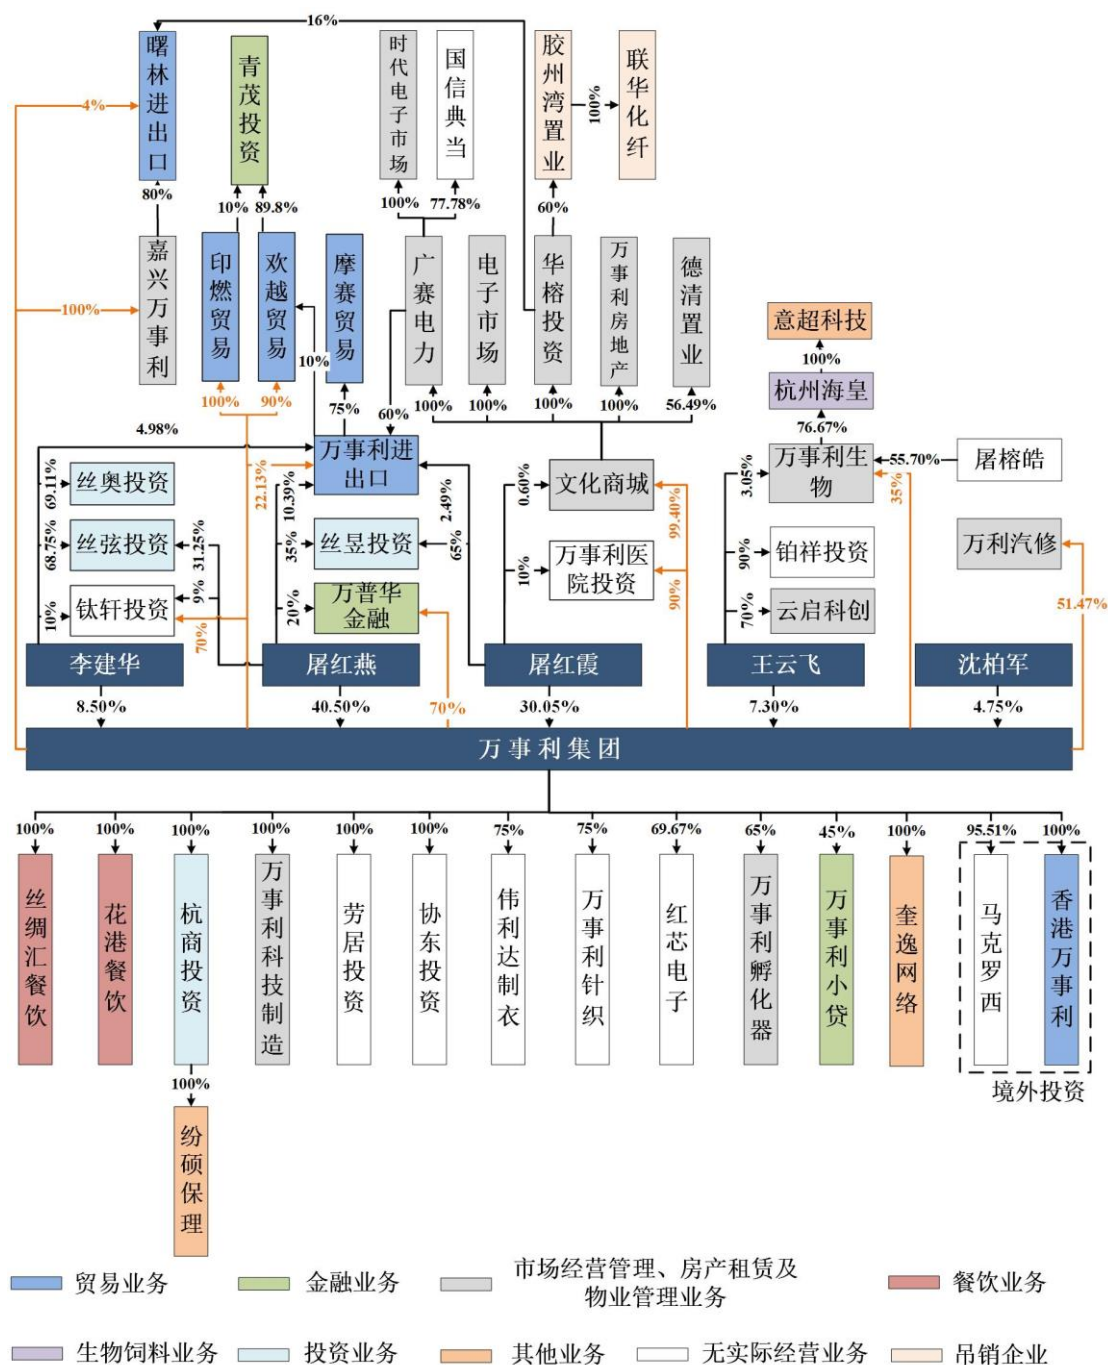 16%
曙林进出口
青茂投资
时代电子市场
国信典当
胶州湾置业
100%
联华化纤
4%
80%
10%
89.8%
100%
77.78%
60%
嘉兴万事利
100%
印燃贸易
欢越贸易
摩赛贸易
广赛电力
电子市场
华榕投资
万事利房地产
德清置业
意超科技
100%
杭州海皇
10%
100%
90%
75%
60%
100%
100%
100%
100%
56.49%
76.67%
4.98%
万事利进出口
22.13%
10.39%
2.49%
丝奥投资
69.11%
0.60%
文化商城
99.40%
3.05%
万事利生物
55.70%
屠榕皓
35%
68.75%
丝弦投资
31.25%
35%
丝昱投资
65%
10%
万事利医院投资
90%
90%
铂祥投资
万利汽修
10%
钛轩投资
9%
70%
20%
万普华金融
70%
云启科创
51.47%
李建华
屠红燕
屠红霞
王云飞
沈柏军
8.50%
40.50%
70%
30.05%
7.30%
4.75%
万事利集团
100%
100%
100%
100%
100%
100%
75%
75%
69.67%
65%
45%
100%
95.51%
100%
丝绸汇餐饮
花港餐饮
杭商投资
万事利科技制造
劳居投资
协东投资
伟利达制衣
万事利针织
红芯电子
万事利孵化器
万事利小贷
奎逸网络
马克罗西
香港万事利
100%
境外投资
纷硕保理
贸易业务
金融业务
市场经营管理、房产租赁及
物业管理业务
餐饮业务
生物饲料业务
投资业务
其他业务
无实际经营业务
吊销企业